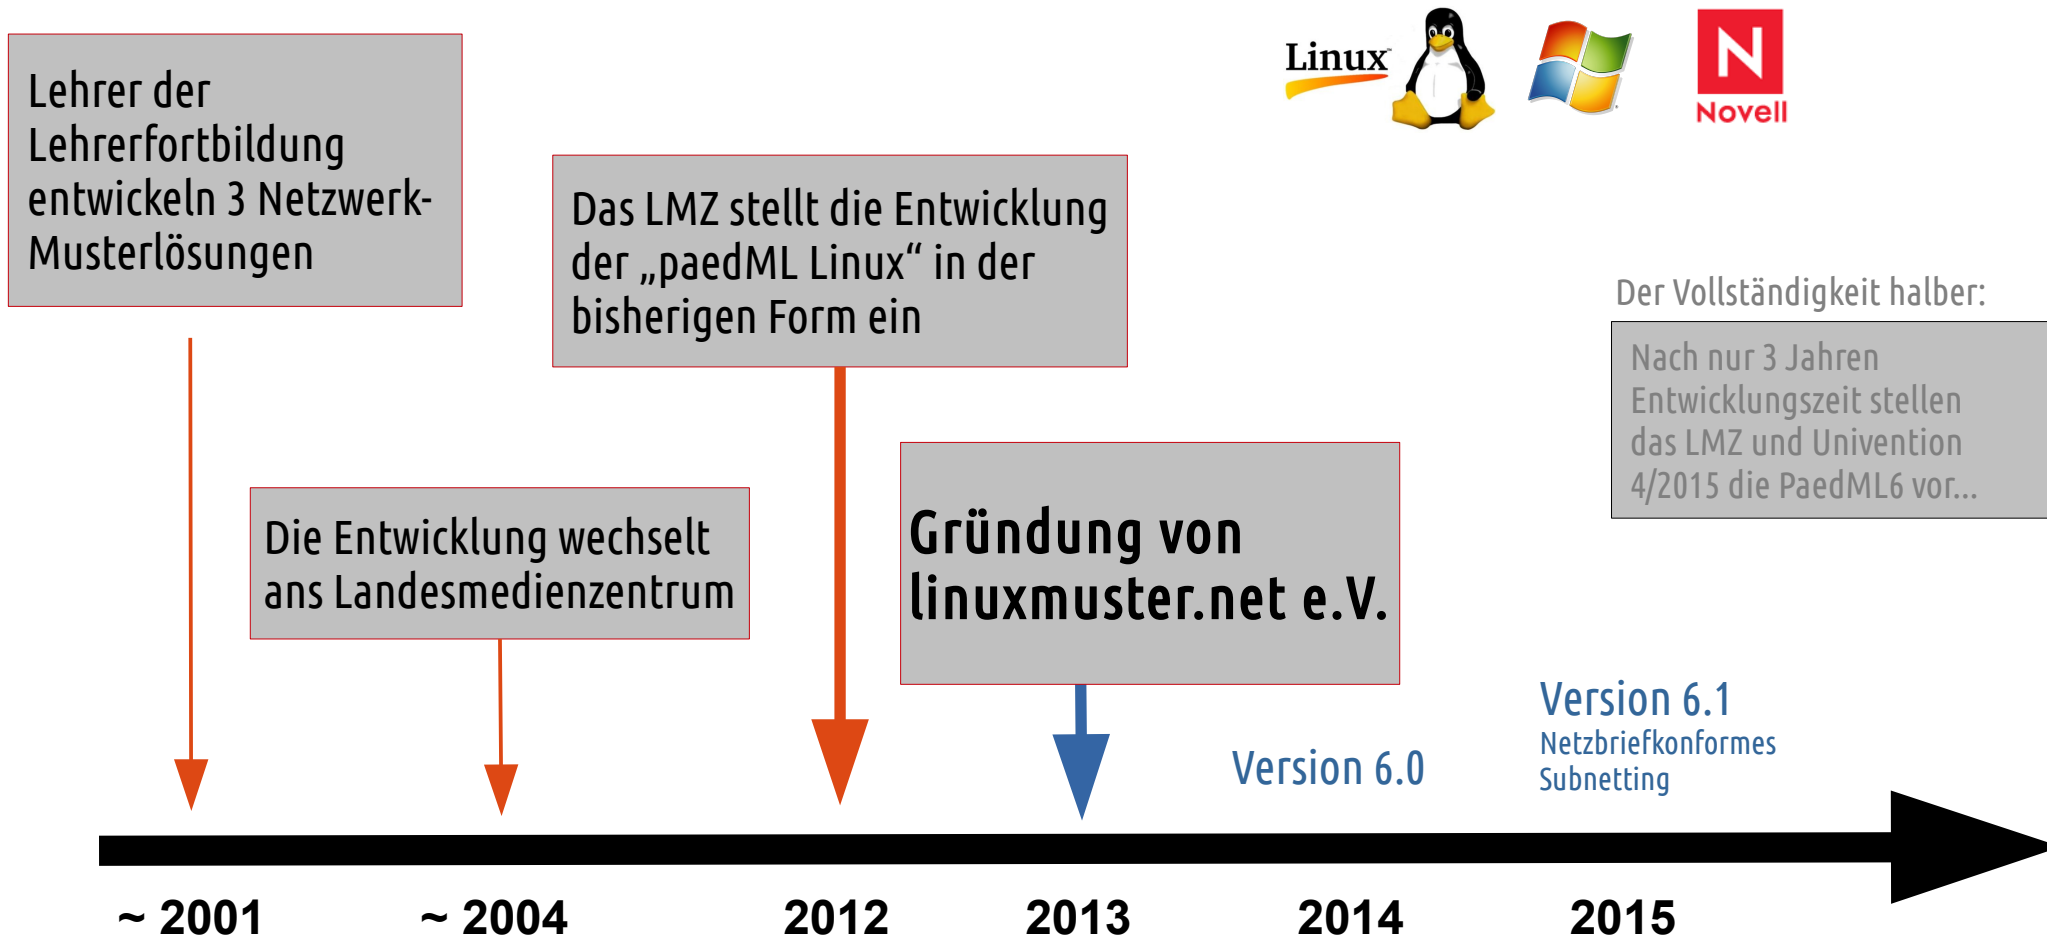 Linux
Novell
Lehrer der
Lehrerfortbildung
entwickeln 3 Netzwerk-
Musterlösungen
Das LMZ stellt die Entwicklung
der „paedML Linux“ in der
bisherigen Form ein
Der Vollständigkeit halber:
Nach nur 3 Jahren
Entwicklungszeit stellen
das LMZ und Univention
4/2015 die PaedML6 vor...
Die Entwicklung wechselt
ans Landesmedienzentrum
Gründung von
linuxmuster.net e.V.
Version 6.0
Version 6.1
Netzbriefkonformes
Subnetting
~ 2001
~ 2004
2012
2013
2014
2015